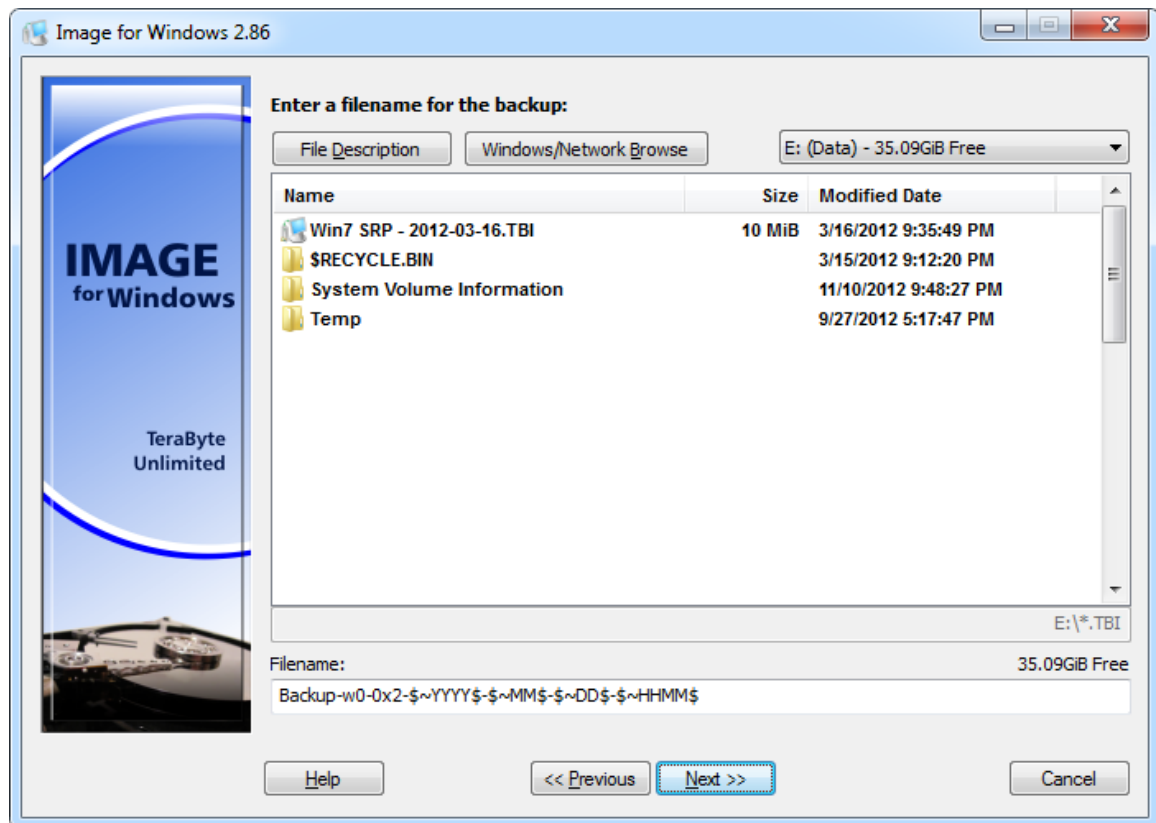 Image for Windows 2.86
Enter a filename for the backup:
File Description Windows/Network Browse E: (Data) - 35.09GiB Free
Name Size Modified Date
Win7 SRP - 2012-03-16.TBI 10 MiB 3/16/2012 9:35:49 PM
$RECYCLE.BIN 3/15/2012 9:12:20 PM
System Volume Information 11/10/2012 9:48:27 PM
Temp 9/27/2012 5:17:47 PM
IMAGE
for Windows
TeraByte
Unlimited
E:\*.TBI
Filename: 35.09GiB Free
Backup-w0-0x2-$~YYYY$-$~MM$-$~DD$-$~HHMM$
Help << Previous Next >> Cancel